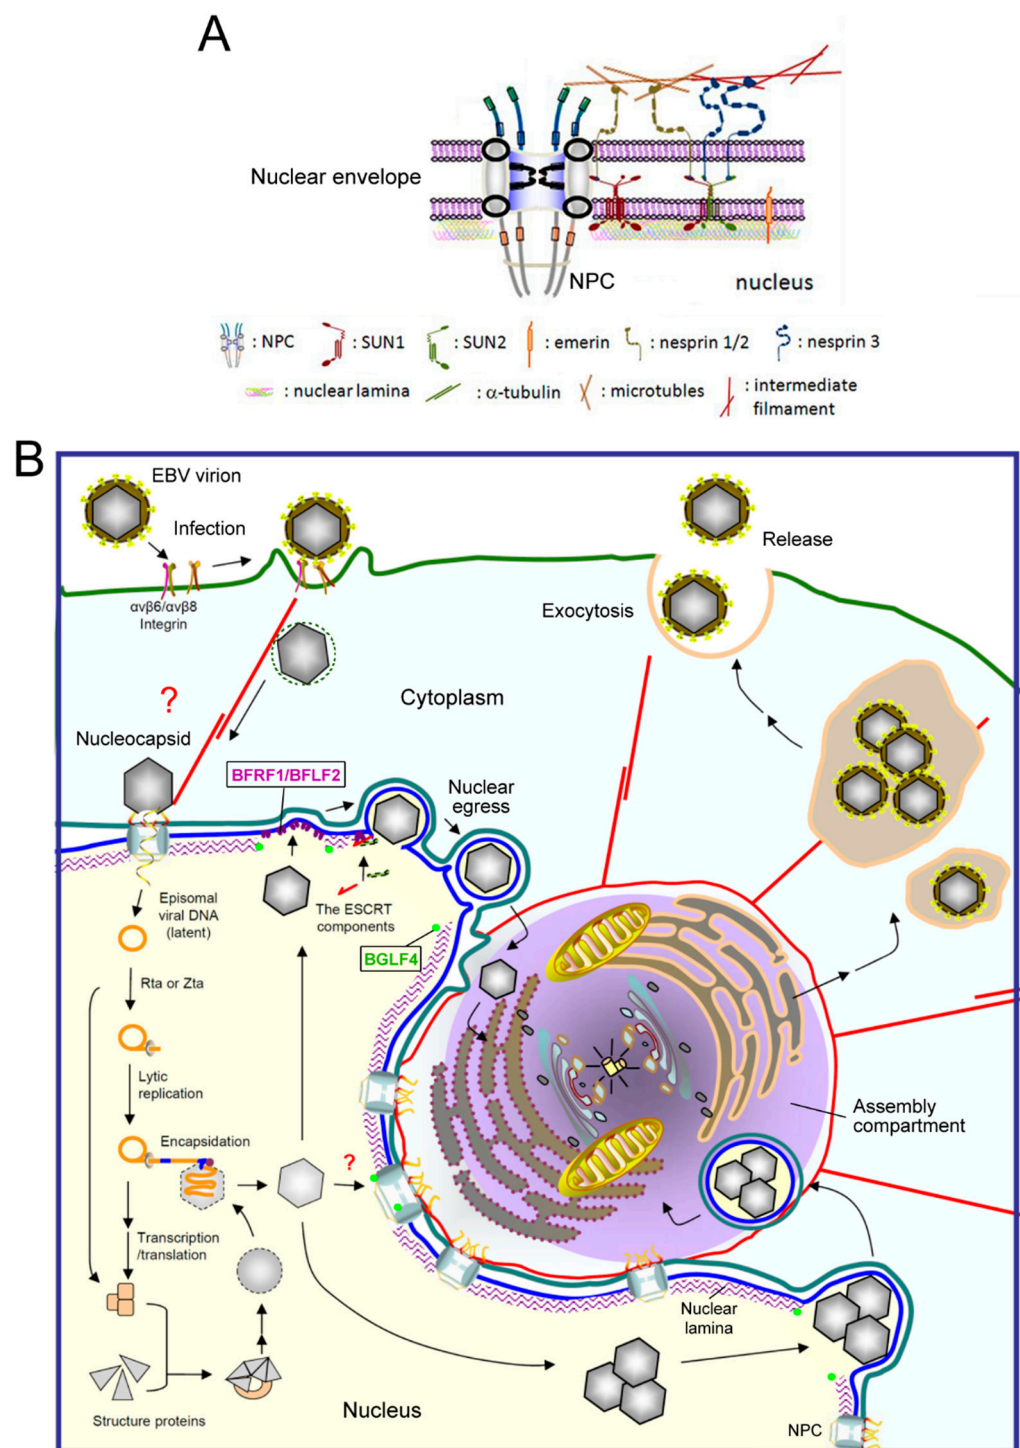 A
Nuclear envelope
NPC
nucleus
: NPC
: SUN1
: SUN2
: emerin
: nesprin 1/2
: nesprin 3
: nuclear lamina
: α-tubulin
: microtubles
: intermediate
filmament
B
EBV virion
Infection
αvβ6/αvβ8
Integrin
Release
Exocytosis
?
Cytoplasm
Nucleocapsid
BFRF1/BFLF2
Nuclear
egress
Episomal
viral DNA
(latent)
The ESCRT
components
BGLF4
Rta or Zta
Lytic
replication
Encapsidation
?
Assembly
compartment
Transcription
/translation
Nuclear
lamina
Structure proteins
Nucleus
NPC